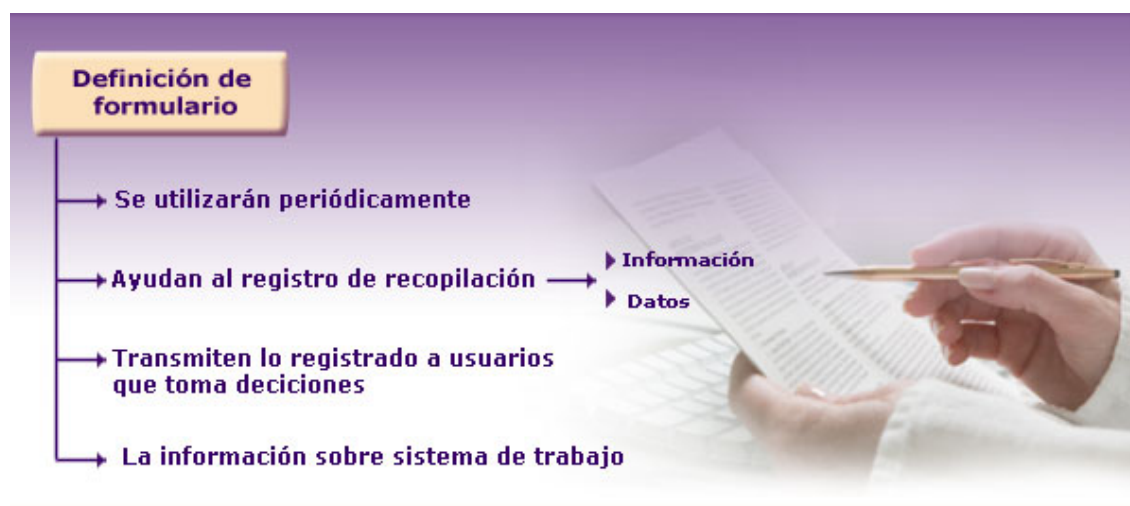 Definición de
formulario
Se utilizarán periódicamente
Ayudan al registro de recopilación
Información
Datos
Transmiten lo registrado a usuarios
que toma deciciones
La información sobre sistema de trabajo